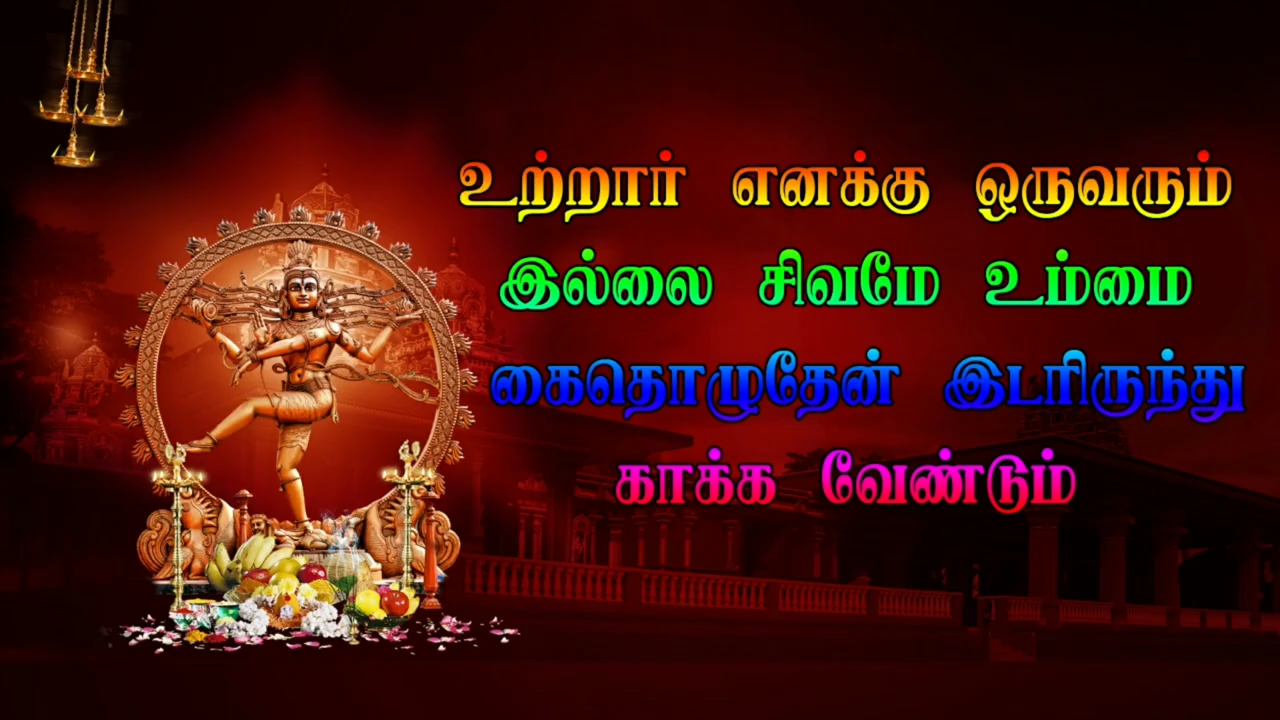 உற்றார் எனக்கு ஒருவரும்
இல்லை சிவமே உம்மை
கைதொழுதேன் இடரிருந்து
காக்க வேண்டும்